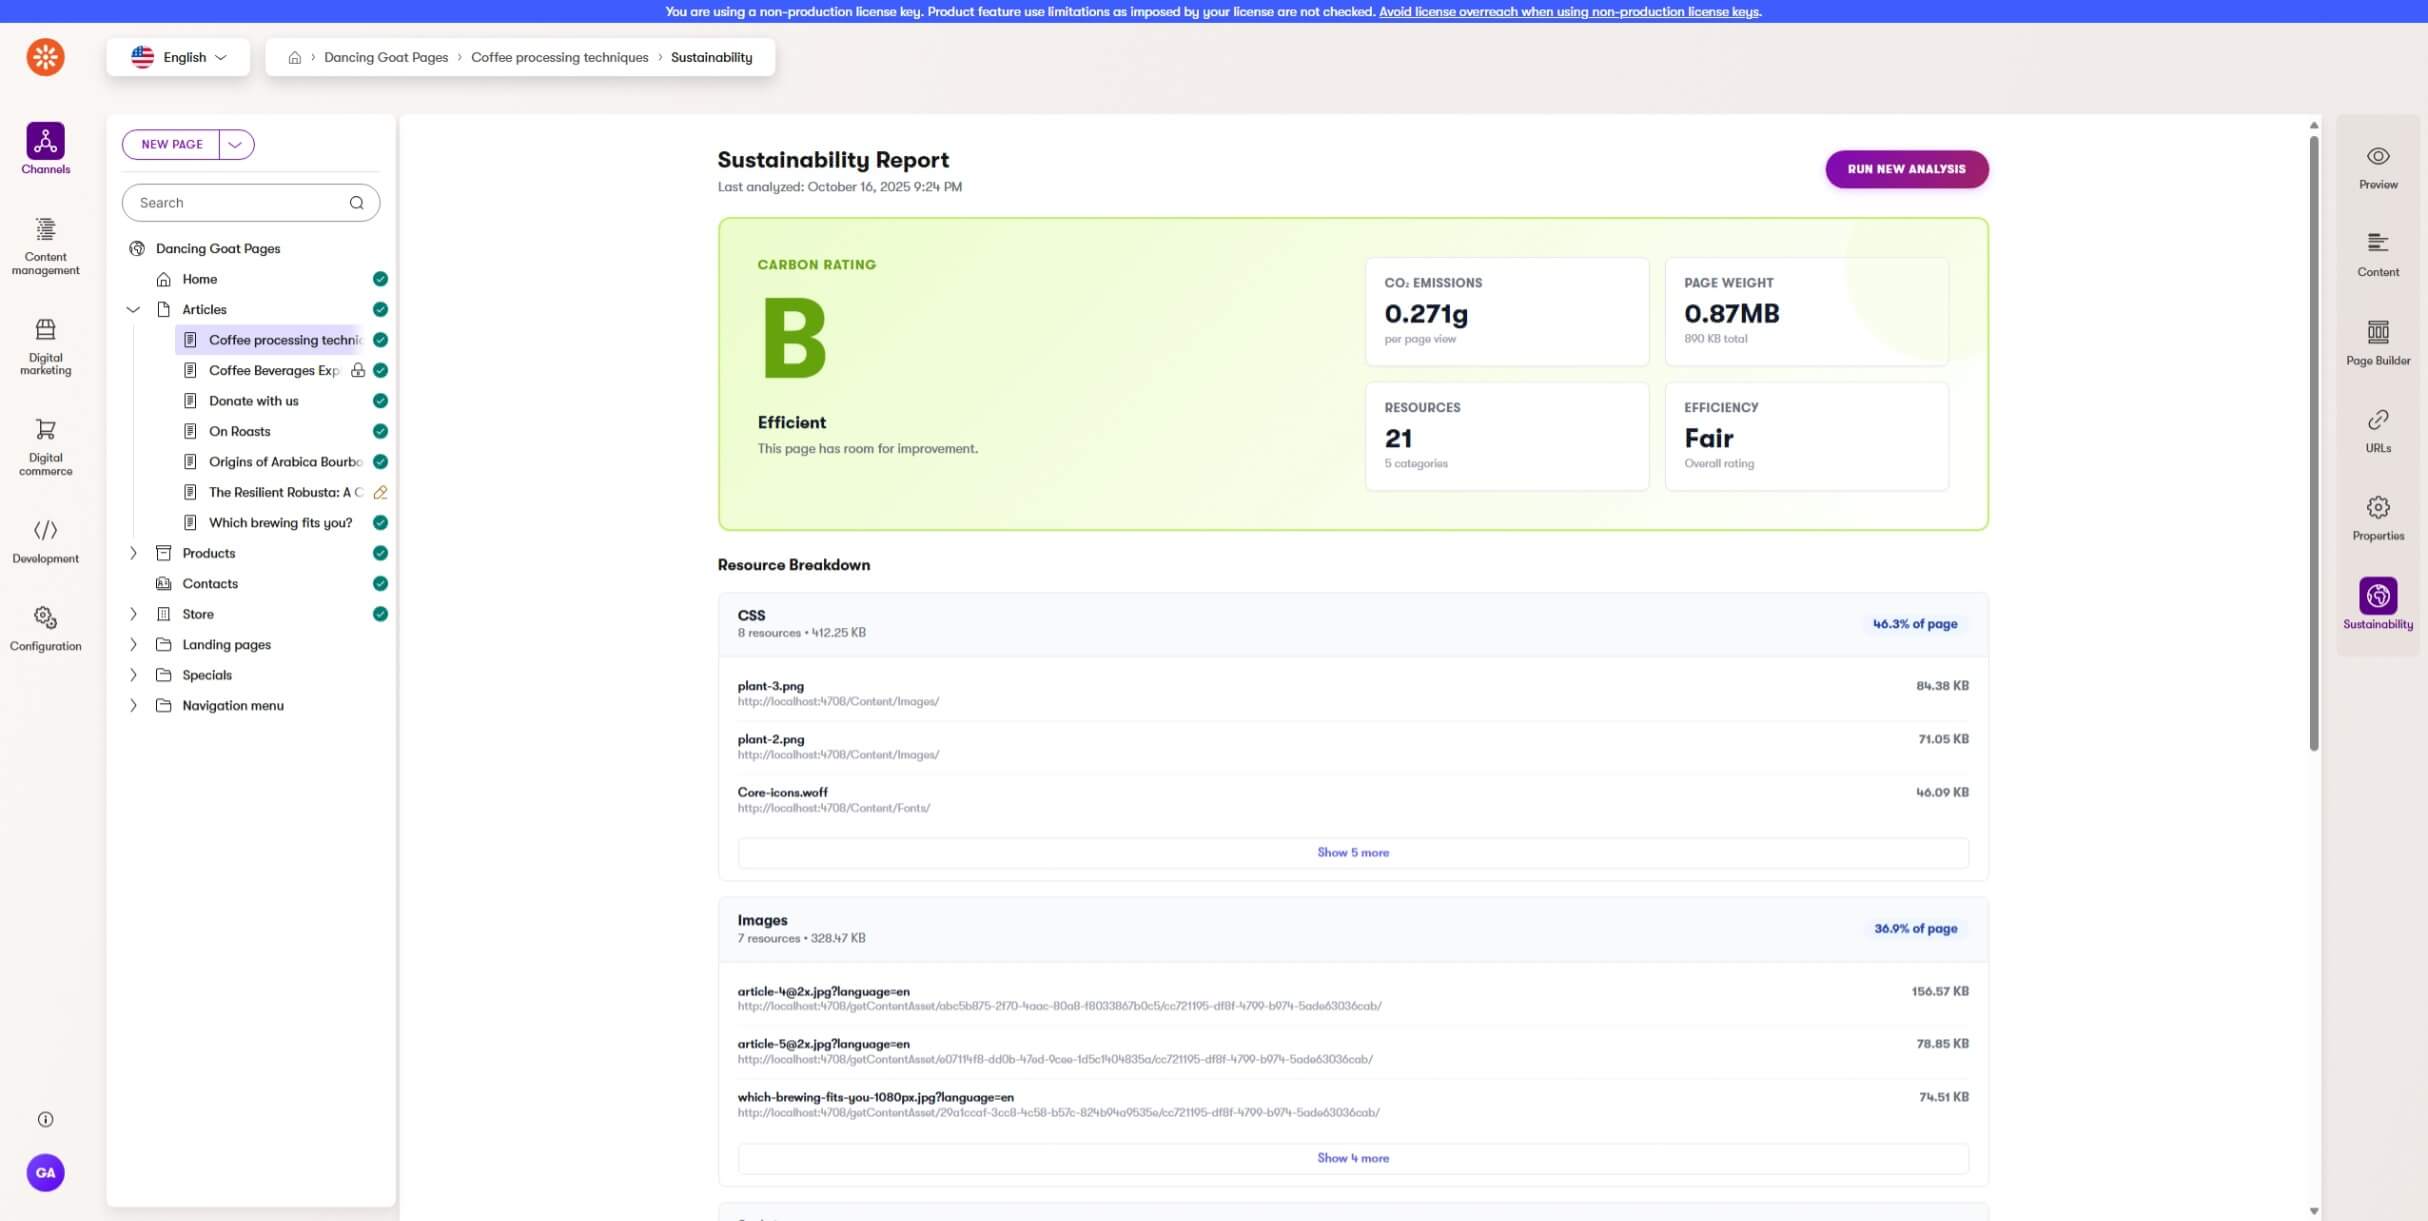 You are using a non-production license key. Product feature use limitations as imposed by your license are not checked. Avoid license overreach when using non-production license keys.
English
Dancing Goat Pages
Coffee processing techniques
Sustainability
Channels
Content management
Digital marketing
Digital commerce
Development
Configuration
GA
NEW PAGE
Search
Dancing Goat Pages
Home
Articles
Coffee processing technic
Coffee Beverages Exp
Donate with us
On Roasts
Origins of Arabica Bourbo
The Resilient Robusta: A C
Which brewing fits you?
Products
Contacts
Store
Landing pages
Specials
Navigation menu
Sustainability Report
Last analyzed: October 16, 2025 9:24 PM
RUN NEW ANALYSIS
CARBON RATING
B
Efficient
This page has room for improvement.
CO₂ EMISSIONS
0.271g
per page view
PAGE WEIGHT
0.87MB
890 KB total
RESOURCES
21
5 categories
EFFICIENCY
Fair
Overall rating
Resource Breakdown
CSS
8 resources • 412.25 KB
46.3% of page
plant-3.png
http://localhost:4708/Content/Images/
84.38 KB
plant-2.png
http://localhost:4708/Content/Images/
71.05 KB
Core-icons.woff
http://localhost:4708/Content/Fonts/
46.09 KB
Show 5 more
Images
7 resources • 328.47 KB
36.9% of page
article-4@2x.jpg?language=en
http://localhost:4708/getContentAsset/abc5b875-2f70-4aac-80a8-f8033867b0c5/cc721195-df8f-4799-b974-5ade63036cab/
156.57 KB
article-5@2x.jpg?language=en
http://localhost:4708/getContentAsset/e07114f8-dd0b-47ed-9cee-1d5c1404835a/cc721195-df8f-4799-b974-5ade63036cab/
78.85 KB
which-brewing-fits-you-1080px.jpg?language=en
http://localhost:4708/getContentAsset/29a1ccaf-3cc8-4c58-b57c-824b94a9535e/cc721195-df8f-4799-b974-5ade63036cab/
74.51 KB
Show 4 more
Preview
Content
Page Builder
URLs
Properties
Sustainability